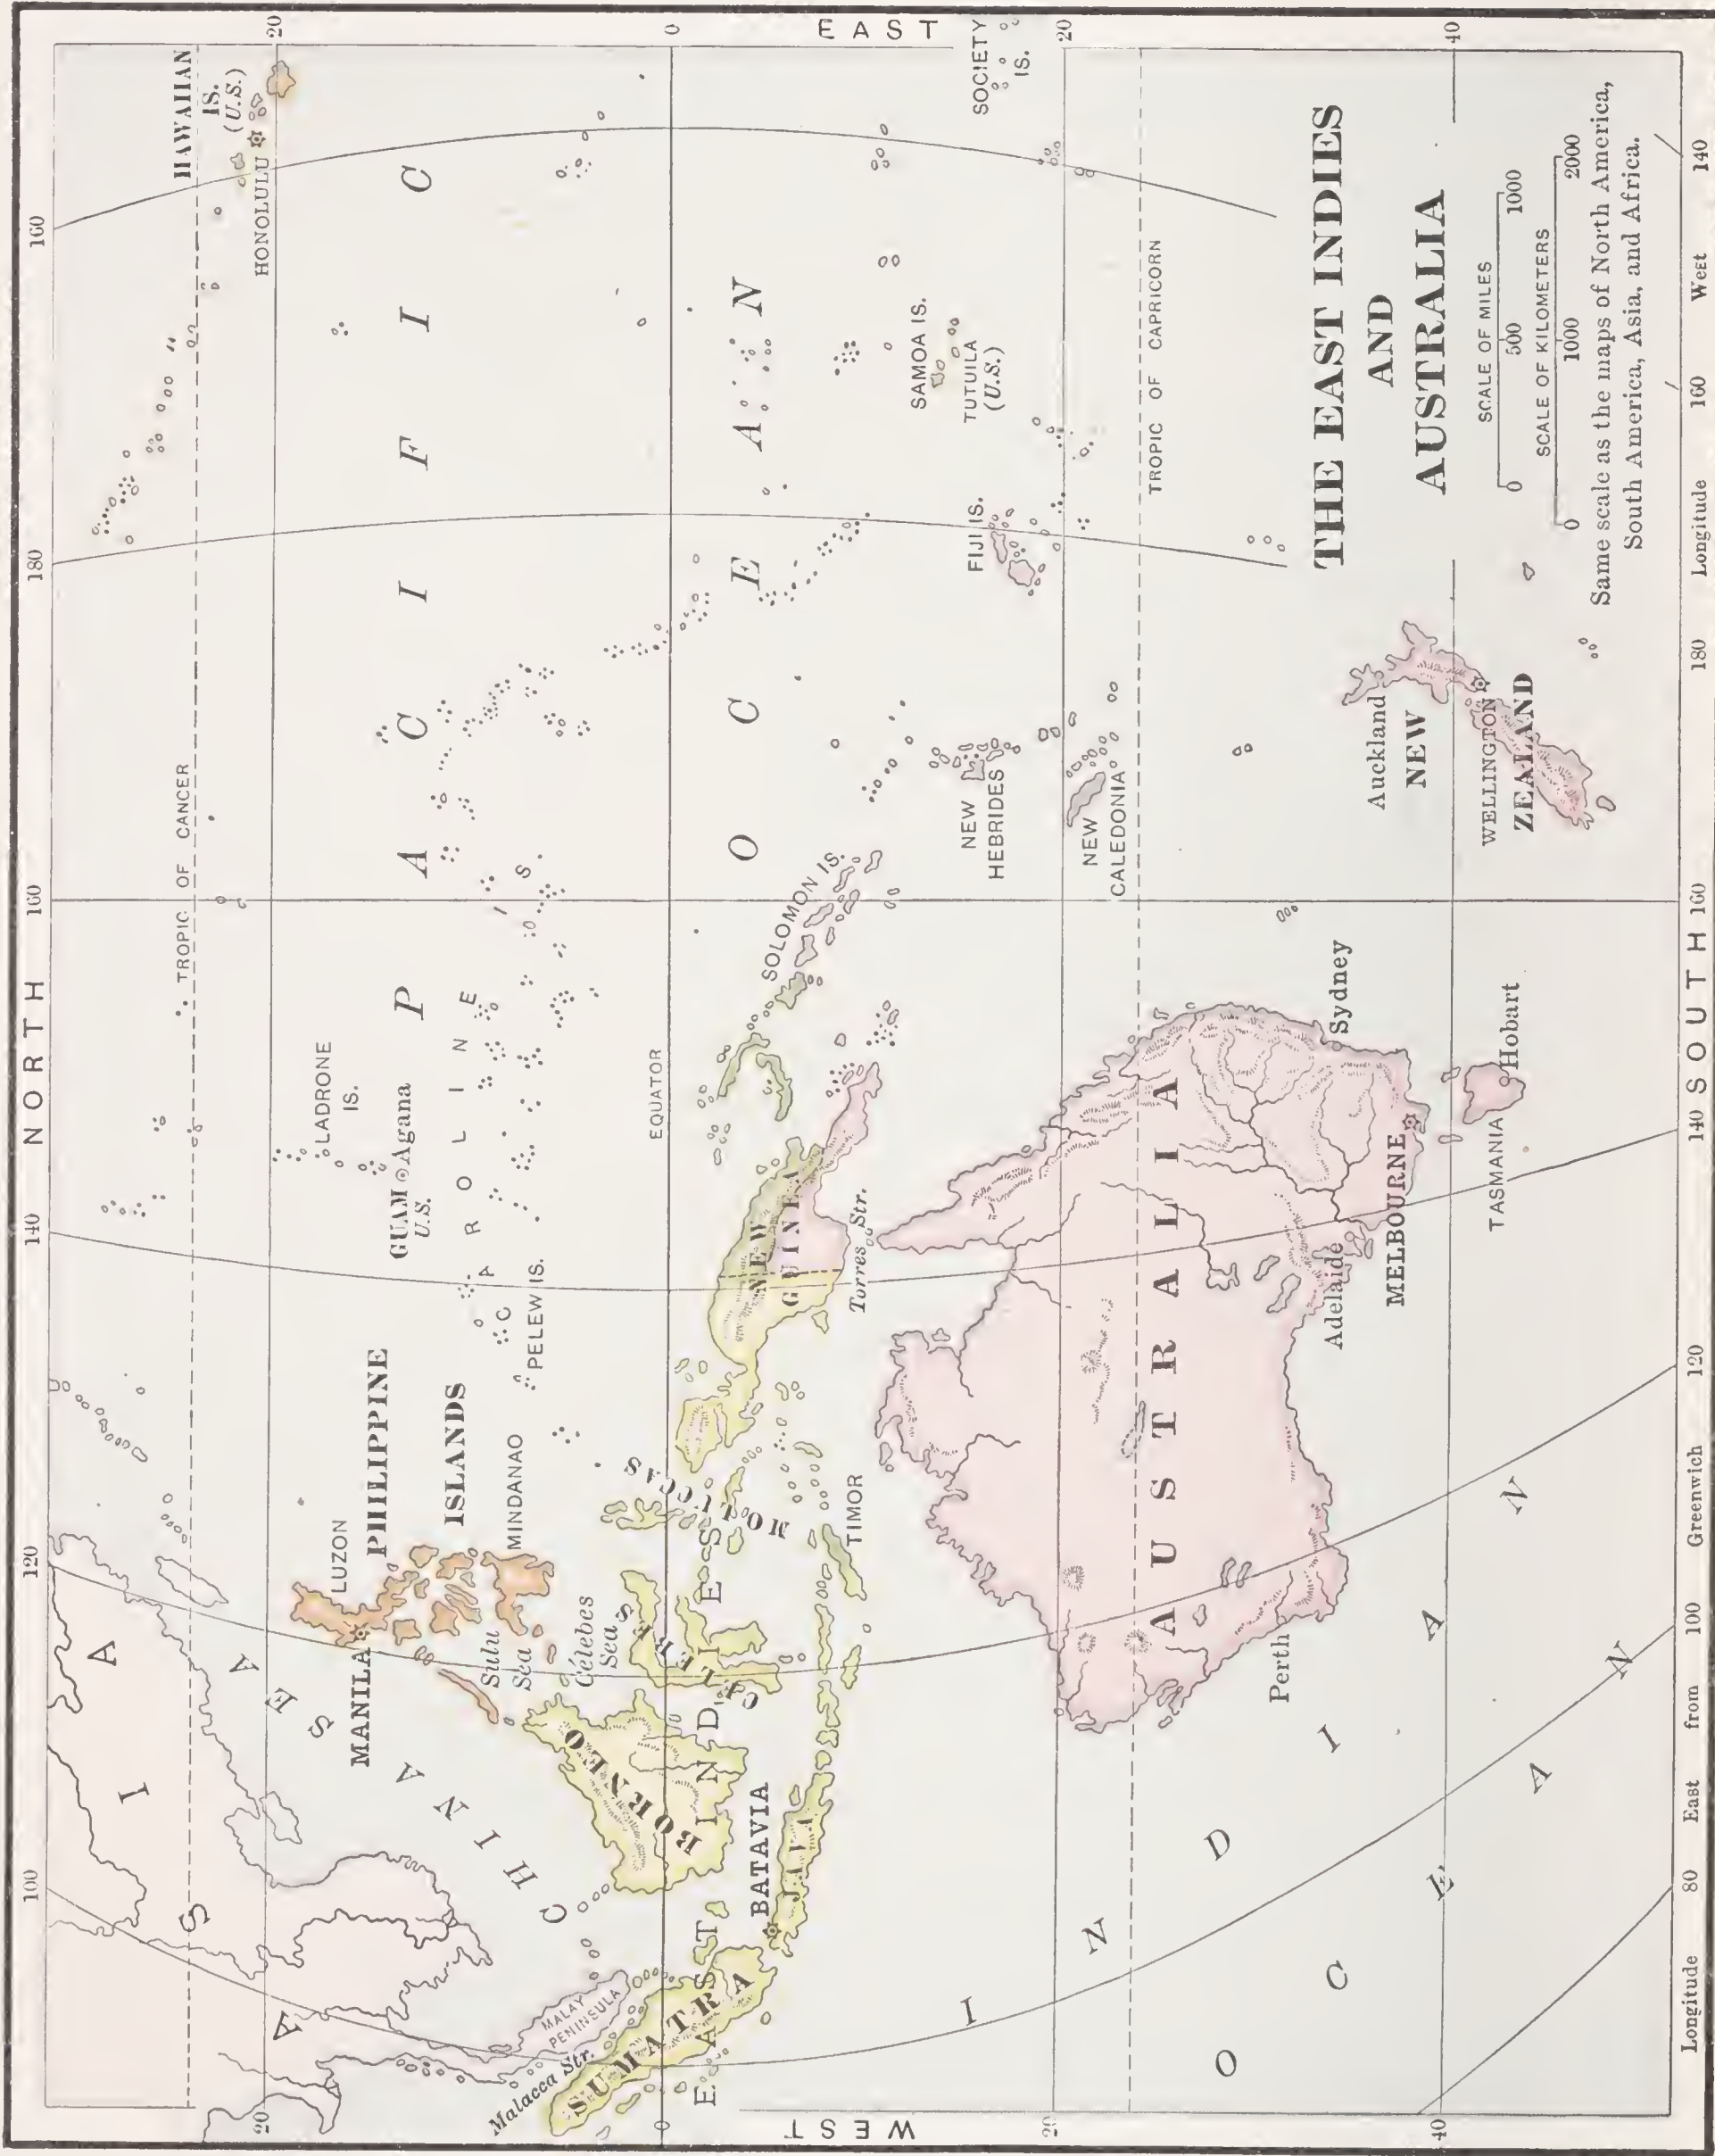 NORTH
100
120
140
160
180
160
20
0
20
40
WEST
20
0
20
40
EAST
ASIA
TROPIC OF CANCER
HAWAIIAN
IS.
(U.S.)
HONOLULU
CHINA SEA
LUZON
MANILA
PHILIPPINE
ISLANDS
MINDANAO
Sulu
Sea
Celebes
Sea
LADRONE
IS.
GUAM
U.S.
Agana
CAROLINE IS.
PELEW IS.
PACIFIC
OCEAN
MALAY
PENINSULA
Malacca Str.
SUMATRA
BORNEO
CELEBES
MOLUCCAS
EAST INDIES
BATAVIA
JAVA
TIMOR
EQUATOR
NEW
GUINEA
Torres Str.
SOLOMON IS.
NEW
HEBRIDES
NEW
CALEDONIA
FIJI IS.
SAMOA IS.
TUTUILA
(U.S.)
SOCIETY
IS.
TROPIC OF CAPRICORN
AUSTRALIA
Perth
Adelaide
MELBOURNE
Sydney
TASMANIA
Hobart
Auckland
NEW
WELLINGTON
ZEALAND
INDIAN
OCEAN
THE EAST INDIES
AND
AUSTRALIA
SCALE OF MILES
0 500 1000
SCALE OF KILOMETERS
0 1000 2000
Same scale as the maps of North America,
South America, Asia, and Africa.
Longitude 80 East from 100 Greenwich 120 140 160 180 Longitude 160 West 140
SOUTH